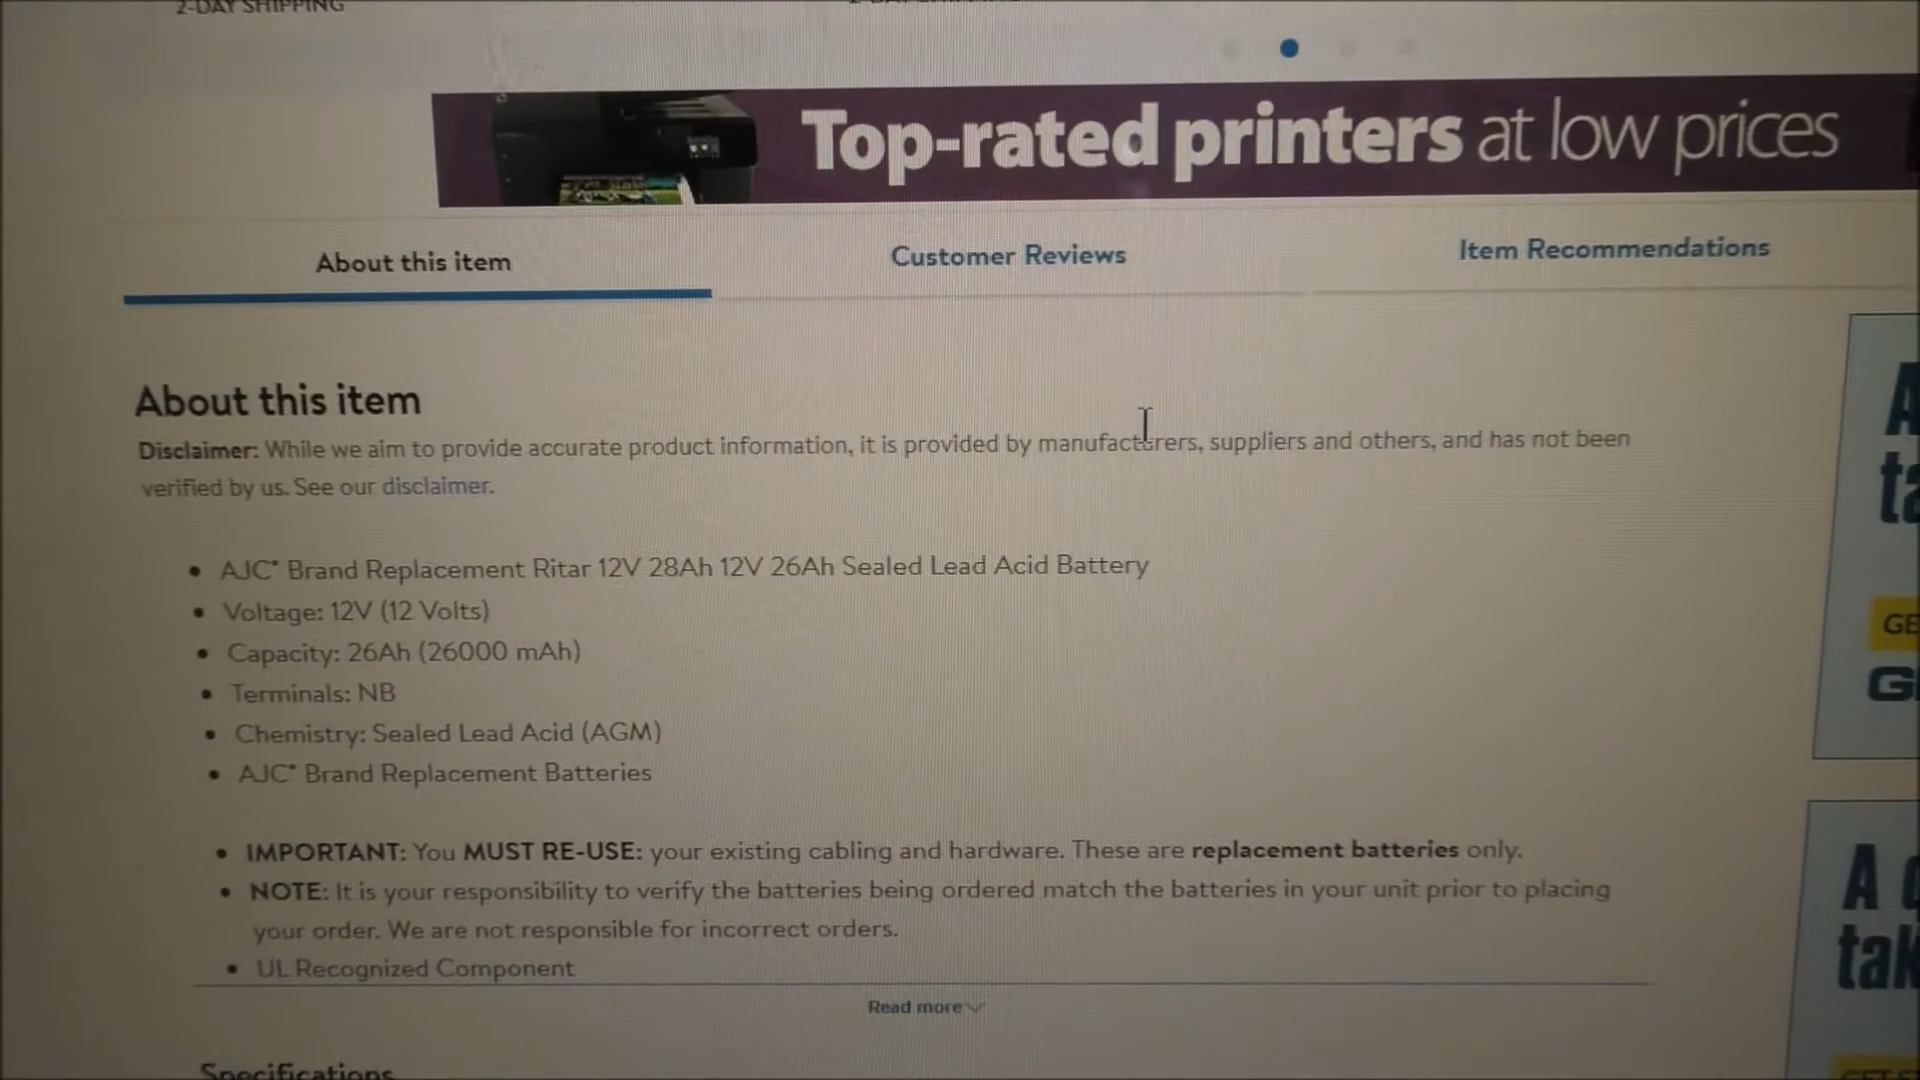 2-DAY SHIPPING
Top-rated printers at low prices
About this item
Customer Reviews
Item Recommendations
About this item
Disclaimer: While we aim to provide accurate product information, it is provided by manufacturers, suppliers and others, and has not been
verified by us. See our disclaimer.
• AJC® Brand Replacement Ritar 12V 28Ah 12V 26Ah Sealed Lead Acid Battery
• Voltage: 12V (12 Volts)
• Capacity: 26Ah (26000 mAh)
• Terminals: NB
• Chemistry: Sealed Lead Acid (AGM)
• AJC® Brand Replacement Batteries
• IMPORTANT: You MUST RE-USE: your existing cabling and hardware. These are replacement batteries only.
• NOTE: It is your responsibility to verify the batteries being ordered match the batteries in your unit prior to placing
your order. We are not responsible for incorrect orders.
• UL Recognized Component
Read more
Specifications